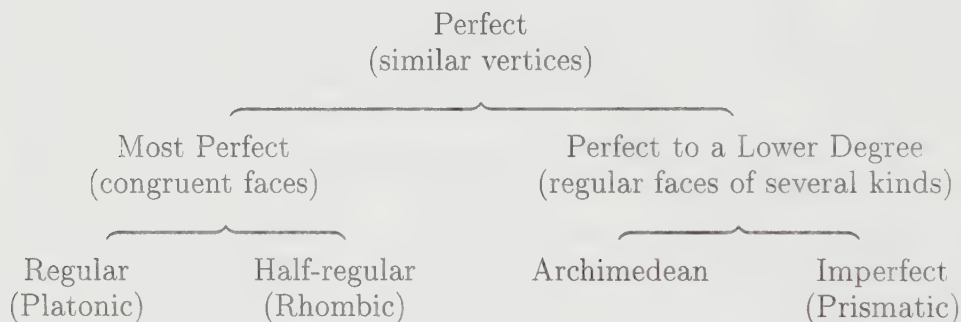 Perfect
(similar vertices)
Most Perfect
(congruent faces)
Perfect to a Lower Degree
(regular faces of several kinds)
Regular
(Platonic)
Half-regular
(Rhombic)
Archimedean
Imperfect
(Prismatic)